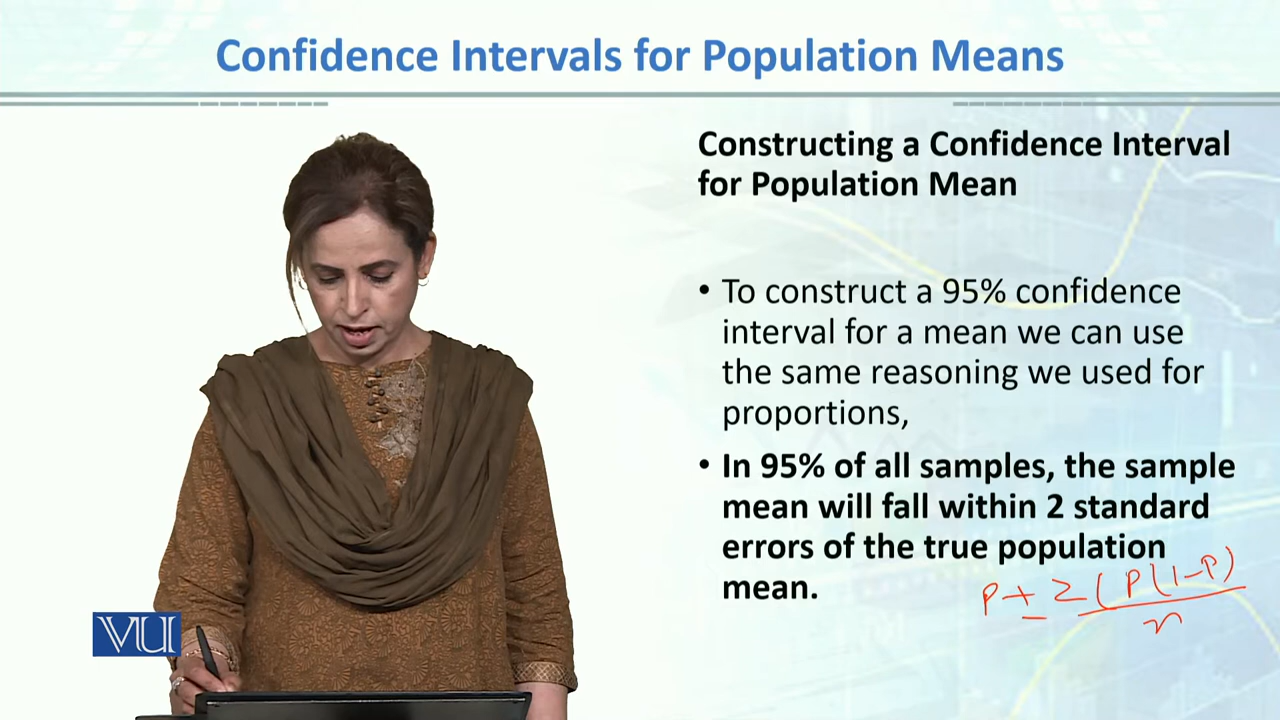 Confidence Intervals for Population Means
Constructing a Confidence Interval
for Population Mean
• To construct a 95% confidence
interval for a mean we can use
the same reasoning we used for
proportions,
• In 95% of all samples, the sample
mean will fall within 2 standard
errors of the true population
mean.
P ± 2 ( P(1-P)
n
VU